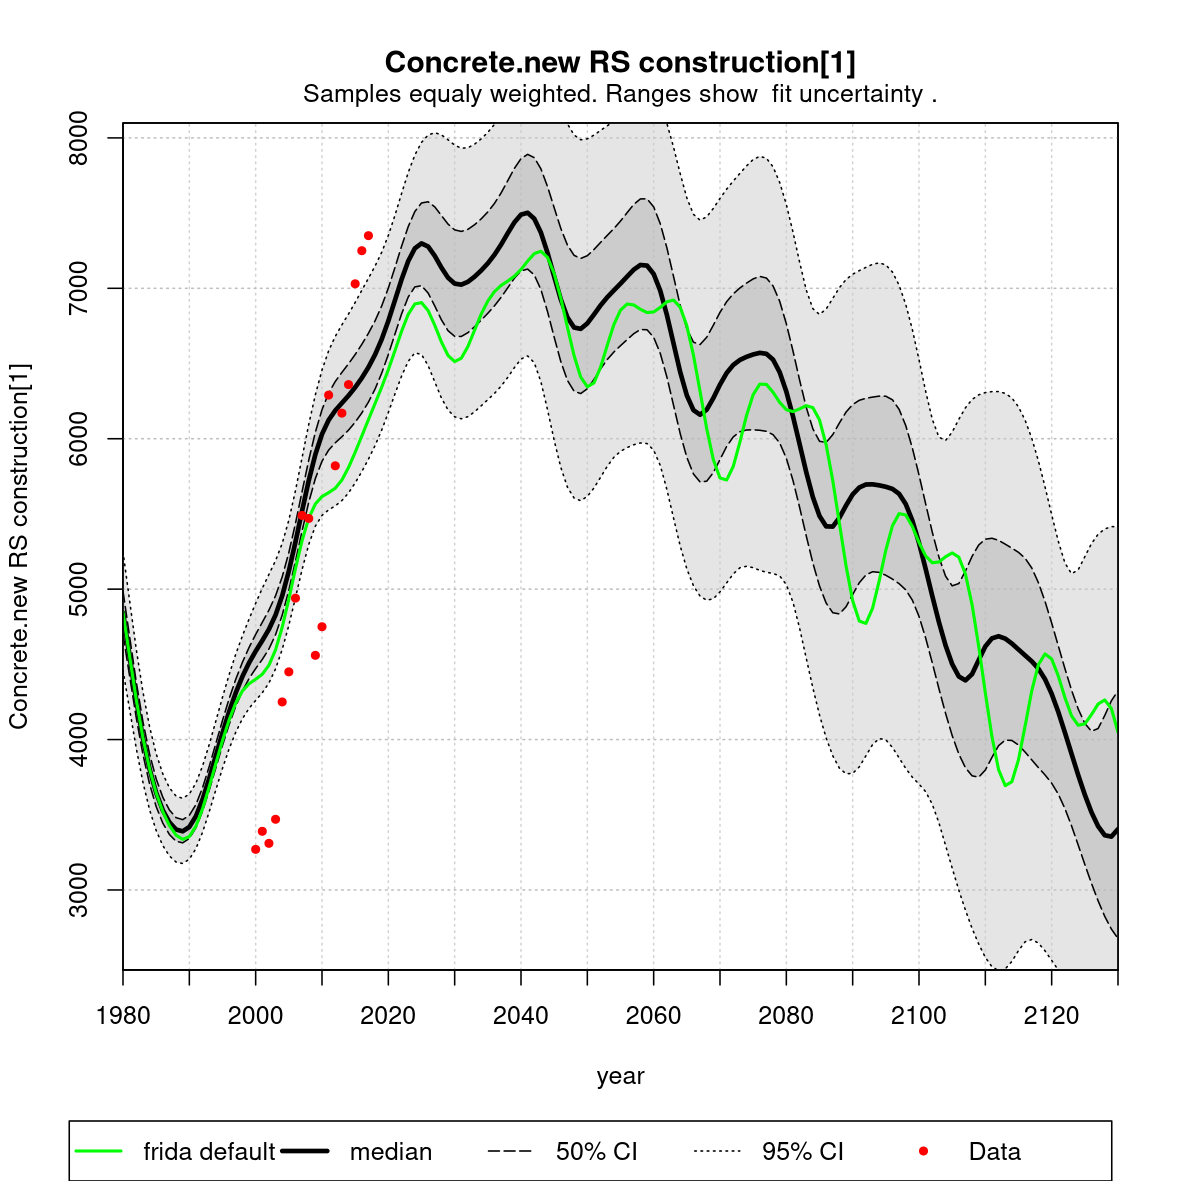 Concrete.new RS construction[1]
Samples equaly weighted. Ranges show  fit uncertainty .
Concrete.new RS construction[1]
8000
7000
6000
5000
4000
3000
1980 2000 2020 2040 2060 2080 2100 2120
year
frida default median 50% CI 95% CI Data